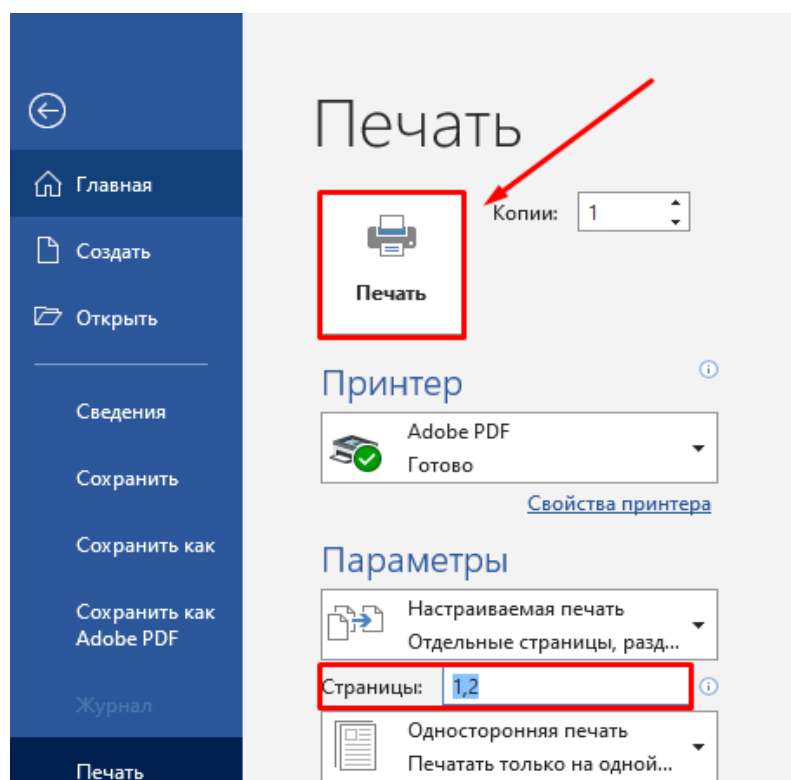 Главная
Создать
Открыть
Сведения
Сохранить
Сохранить как
Сохранить как
Adobe PDF
Журнал
Печать
Печать
Печать
Копии: 1
Принтер
Adobe PDF
Готово
Свойства принтера
Параметры
Настраиваемая печать
Отдельные страницы, разд...
Страницы: 1,2
Односторонняя печать
Печатать только на одной...